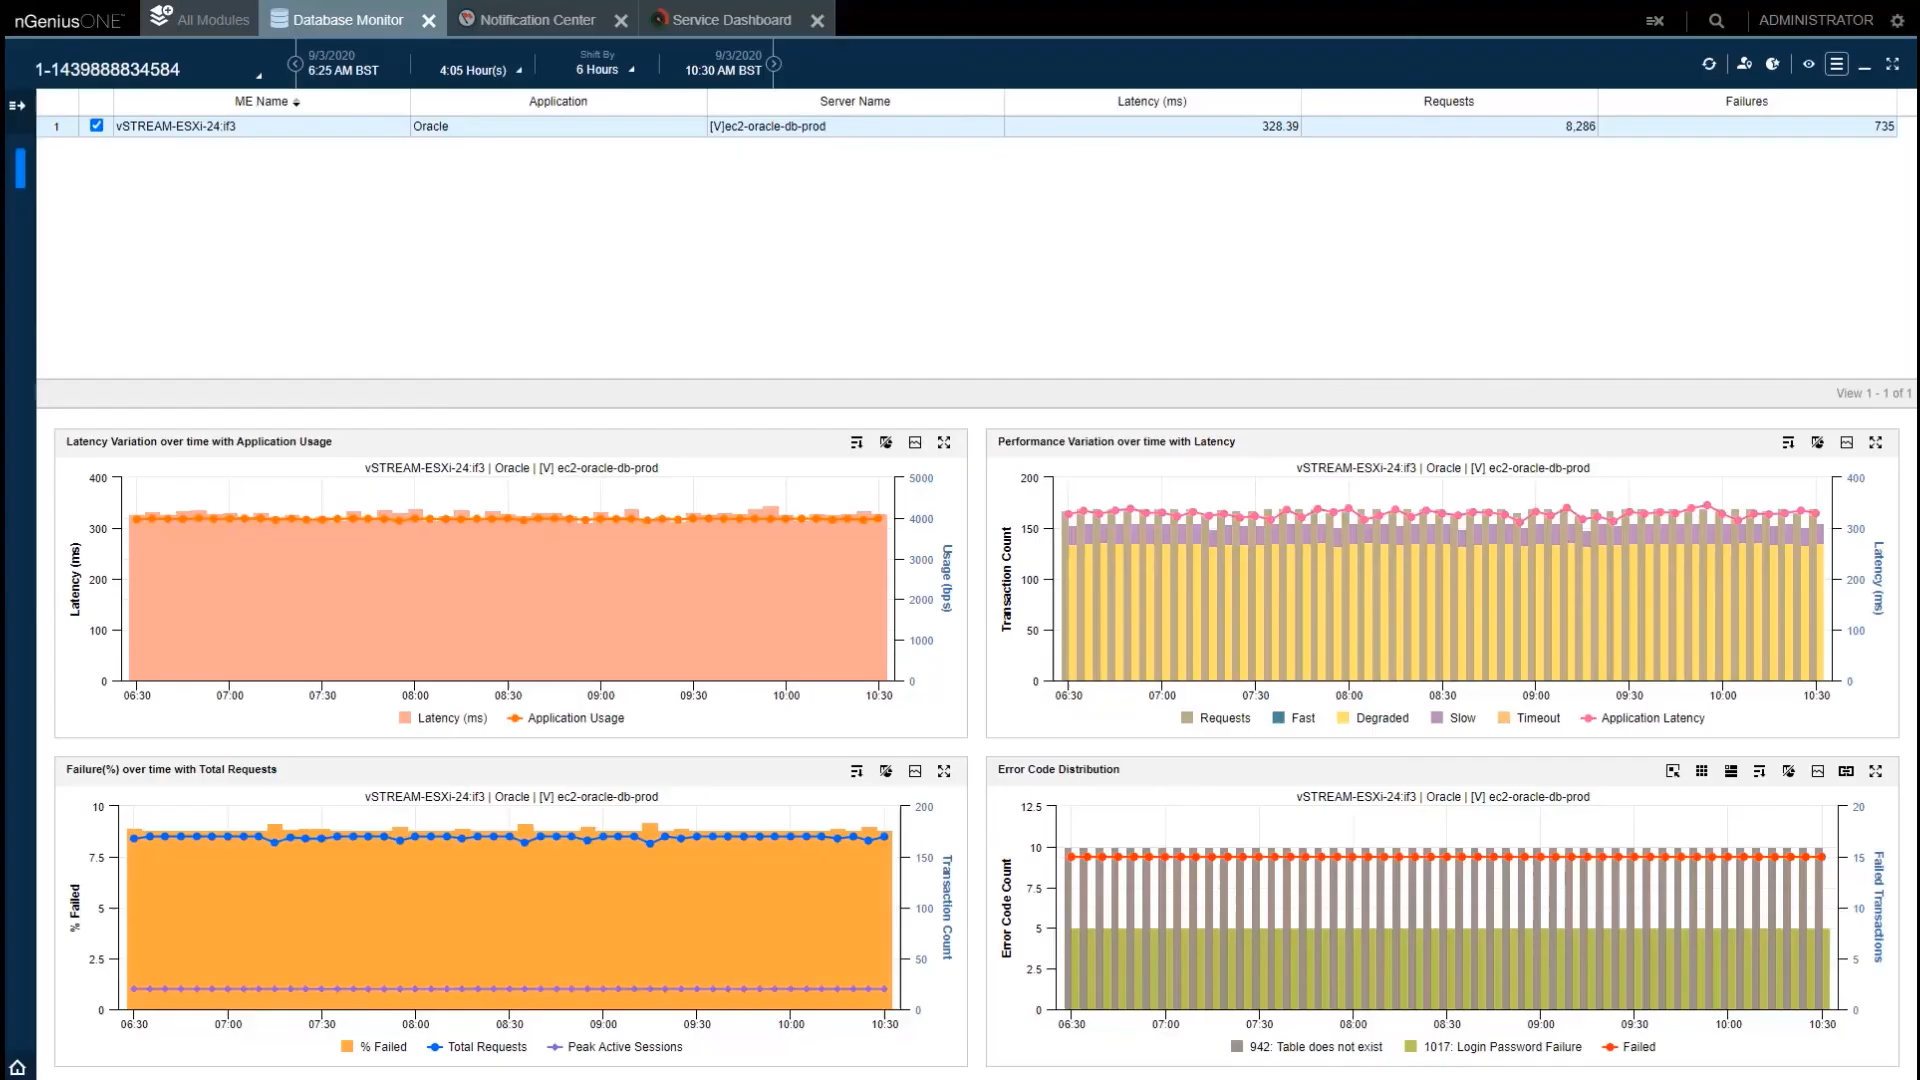 nGeniusONE™ All Modules Database Monitor Notification Center Service Dashboard ADMINISTRATOR
1-1439888834584
9/3/2020
6:25 AM BST
4:05 Hour(s)
Shift By
6 Hours
9/3/2020
10:30 AM BST
ME Name Application Server Name Latency (ms) Requests Failures
1 vSTREAM-ESXi-24:if3 Oracle [V]ec2-oracle-db-prod 328.39 8,286 735
View 1 - 1 of 1
Latency Variation over time with Application Usage
vSTREAM-ESXi-24:if3 | Oracle | [V] ec2-oracle-db-prod
400
300
200
100
0
Latency (ms)
5000
4000
3000
2000
1000
0
Usage (bps)
06:30 07:00 07:30 08:00 08:30 09:00 09:30 10:00 10:30
Latency (ms) Application Usage
Performance Variation over time with Latency
vSTREAM-ESXi-24:if3 | Oracle | [V] ec2-oracle-db-prod
200
150
100
50
0
Transaction Count
400
300
200
100
0
Latency (ms)
06:30 07:00 07:30 08:00 08:30 09:00 09:30 10:00 10:30
Requests Fast Degraded Slow Timeout Application Latency
Failure(%) over time with Total Requests
vSTREAM-ESXi-24:if3 | Oracle | [V] ec2-oracle-db-prod
10
7.5
5
2.5
0
% Failed
200
150
100
50
0
Transaction Count
06:30 07:00 07:30 08:00 08:30 09:00 09:30 10:00 10:30
% Failed Total Requests Peak Active Sessions
Error Code Distribution
vSTREAM-ESXi-24:if3 | Oracle | [V] ec2-oracle-db-prod
12.5
10
7.5
5
2.5
0
Error Code Count
20
15
10
5
0
Failed Transactions
06:30 07:00 07:30 08:00 08:30 09:00 09:30 10:00 10:30
942: Table does not exist 1017: Login Password Failure Failed